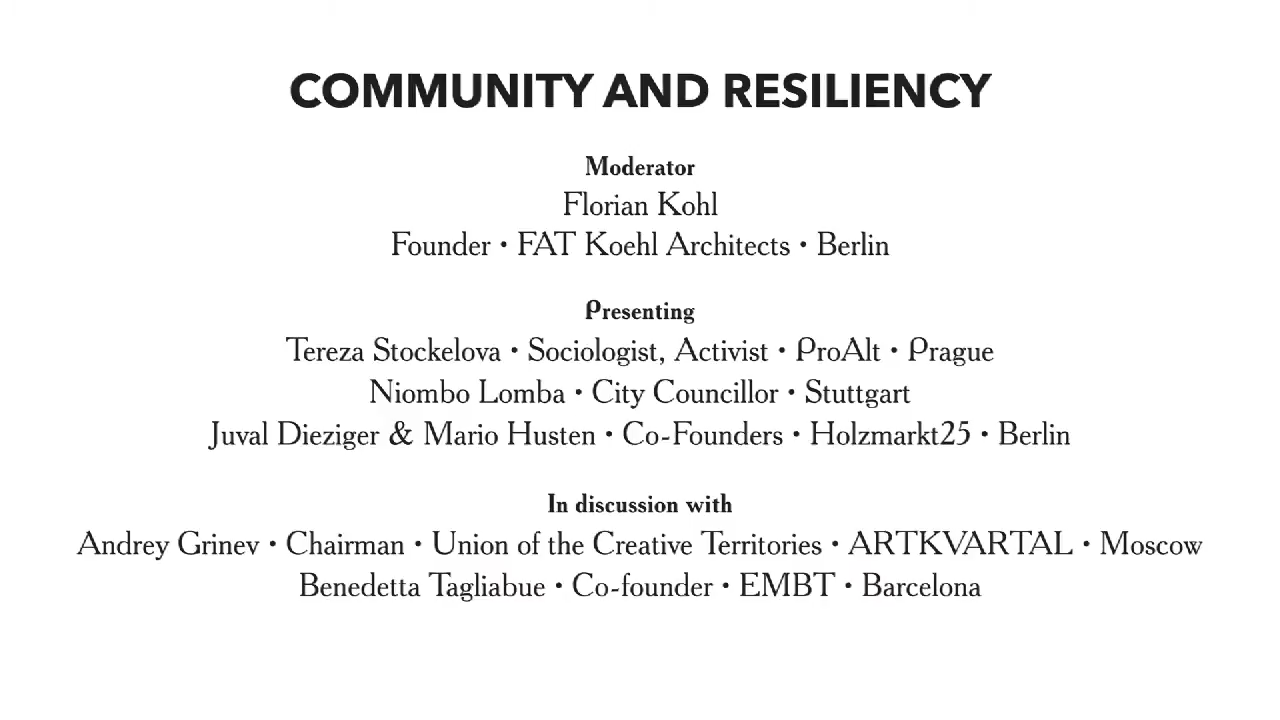 COMMUNITY AND RESILIENCY
Moderator
Florian Kohl
Founder • FAT Koehl Architects • Berlin
Presenting
Tereza Stockelova • Sociologist, Activist • ProAlt • Prague
Niombo Lomba • City Councillor • Stuttgart
Juval Dieziger & Mario Husten • Co-Founders • Holzmarkt25 • Berlin
In discussion with
Andrey Grinev • Chairman • Union of the Creative Territories • ARTKVARTAL • Moscow
Benedetta Tagliabue • Co-founder • EMBT • Barcelona